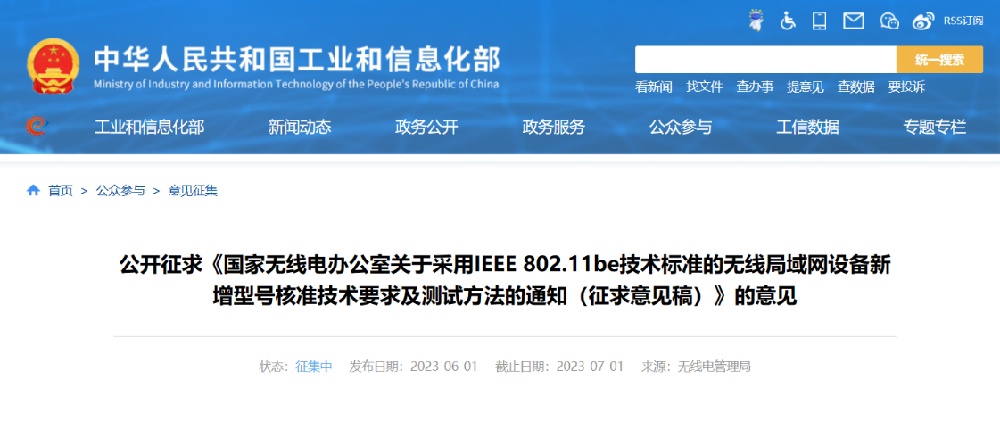 RSS订阅
中华人民共和国工业和信息化部
Ministry of Industry and Information Technology of the People's Republic of China
统一搜索
看新闻 找文件 查办事 提意见 查数据 要投诉
工业和信息化部 新闻动态 政务公开 政务服务 公众参与 工信数据 专题专栏
首页 > 公众参与 > 意见征集
公开征求《国家无线电办公室关于采用IEEE 802.11be技术标准的无线局域网设备新
增型号核准技术要求及测试方法的通知（征求意见稿）》的意见
状态：征集中 发布日期：2023-06-01 截止日期：2023-07-01 来源：无线电管理局